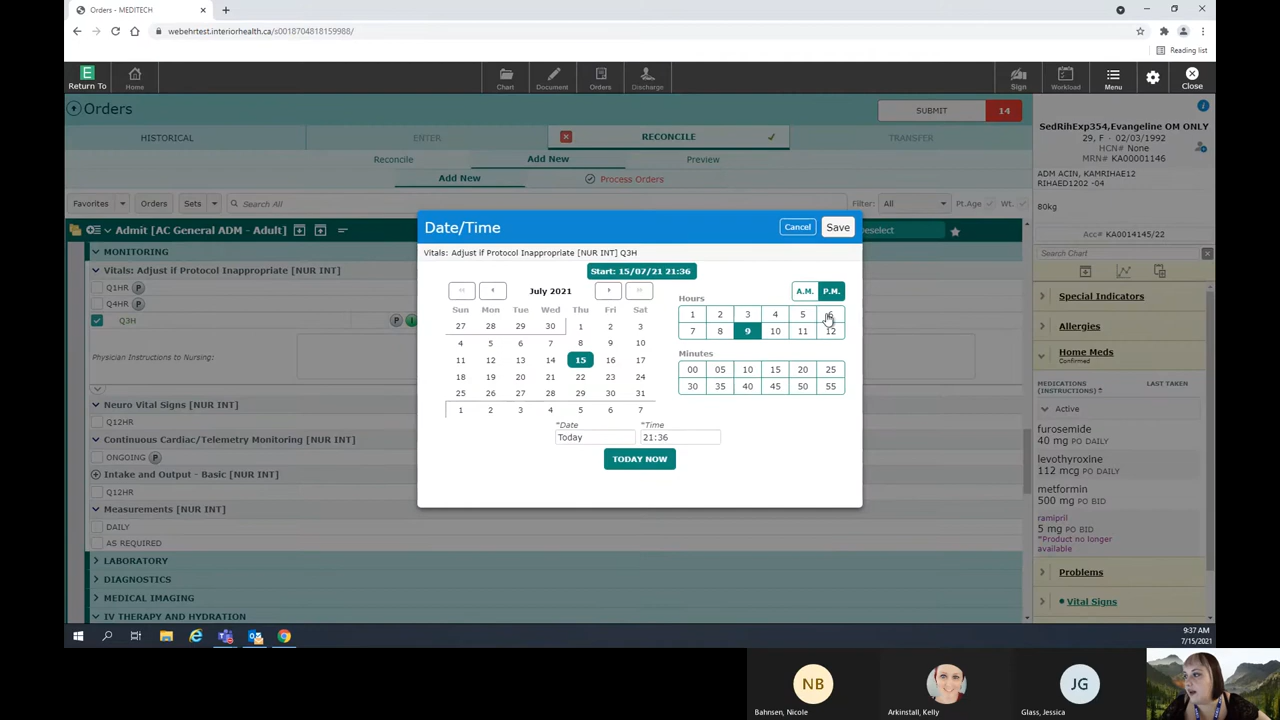 Orders - MEDITECH
webehrtest.interiorhealth.ca/s0018704818159988/
Reading list
Return To
Home
Chart
Document
Orders
Discharge
Sign
Workload
Menu
Close
Orders
SUBMIT 14
HISTORICAL ENTER RECONCILE TRANSFER
Reconcile Add New Preview
Add New Process Orders
Favorites Orders Sets Search All Filter: All Pt.Age Wt.
Admit [AC General ADM - Adult] Deselect
MONITORING
Vitals: Adjust if Protocol Inappropriate [NUR INT]
Q1HR P
Q4HR P
Q3H P
Physician Instructions to Nursing:
Neuro Vital Signs [NUR INT]
Q12HR
Continuous Cardiac/Telemetry Monitoring [NUR INT]
ONGOING P
Intake and Output - Basic [NUR INT]
Q12HR
Measurements [NUR INT]
DAILY
AS REQUIRED
LABORATORY
DIAGNOSTICS
MEDICAL IMAGING
IV THERAPY AND HYDRATION
Date/Time Cancel Save
Vitals: Adjust if Protocol Inappropriate [NUR INT] Q3H
Start: 15/07/21 21:36
July 2021
Sun Mon Tue Wed Thu Fri Sat
27 28 29 30 1 2 3
4 5 6 7 8 9 10
11 12 13 14 15 16 17
18 19 20 21 22 23 24
25 26 27 28 29 30 31
1 2 3 4 5 6 7
A.M. P.M.
Hours
1 2 3 4 5 6
7 8 9 10 11 12
Minutes
00 05 10 15 20 25
30 35 40 45 50 55
*Date *Time
Today 21:36
TODAY NOW
SedRihExp354,Evangeline OM ONLY
29, F - 02/03/1992
HCN# None
MRN# KA00001146
ADM ACIN, KAMRIHAE12
RIHAED1202 -04
80kg
Acc# KA0014145/22
Search Chart
Special Indicators
Allergies
Home Meds
Confirmed
MEDICATIONS LAST TAKEN
(INSTRUCTIONS)
Active
furosemide
40 mg PO DAILY
levothyroxine
112 mcg PO DAILY
metformin
500 mg PO BID
ramipril
5 mg PO BID
*Product no longer
available
Problems
Vital Signs
9:37 AM
7/15/2021
NB
JG
Bahnsen, Nicole
Arkinstall, Kelly
Glass, Jessica